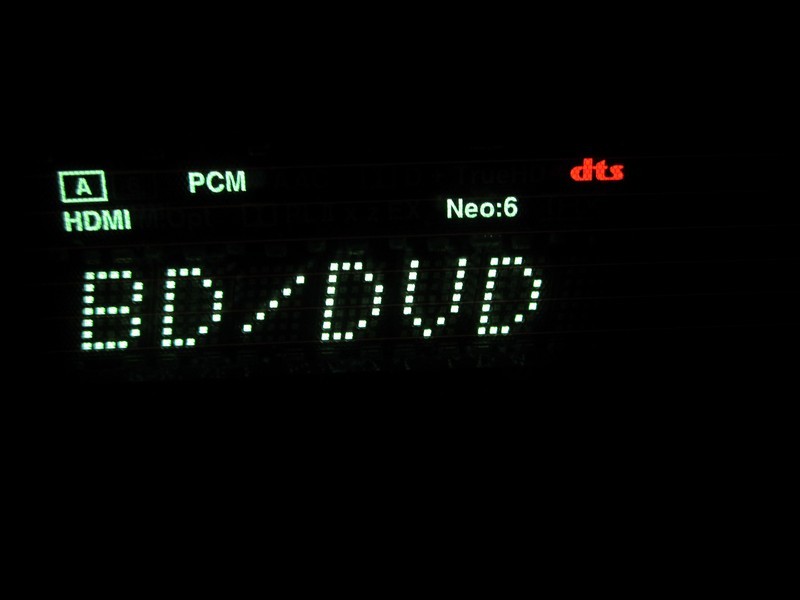 A PCM dts
HDMI Neo:6
BD/DVD